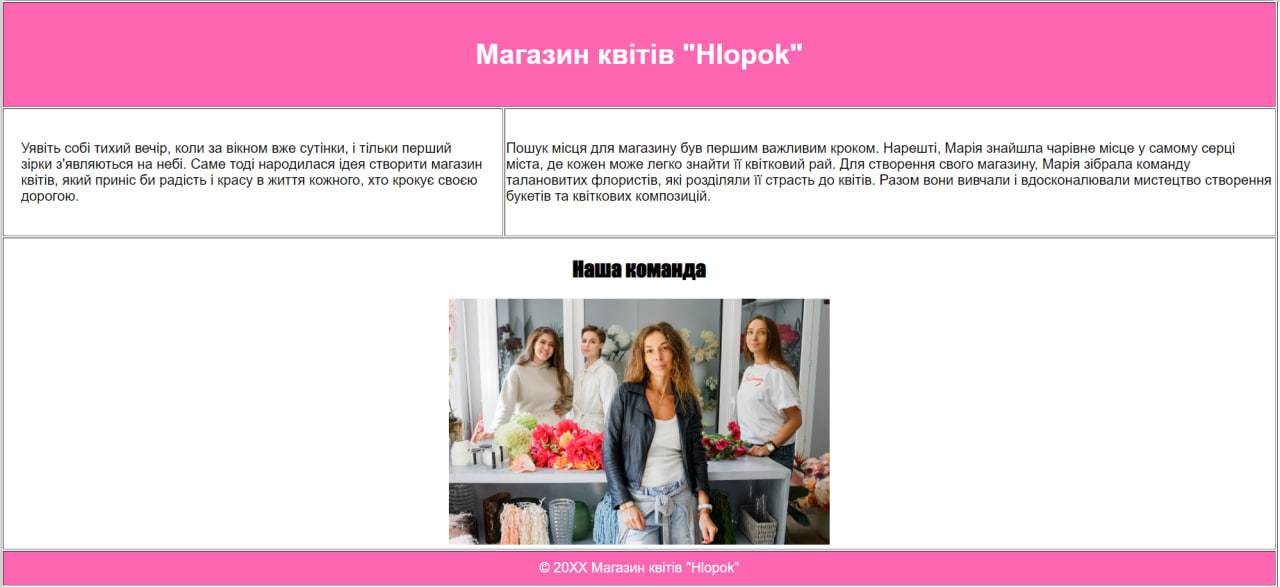 Магазин квітів "Hlopok"
Уявіть собі тихий вечір, коли за вікном вже сутінки, і тільки перший
зірки з'являються на небі. Саме тоді народилася ідея створити магазин
квітів, який приніс би радість і красу в життя кожного, хто крокує своєю
дорогою.
Пошук місця для магазину був першим важливим кроком. Нарешті, Марія знайшла чарівне місце у самому серці
міста, де кожен може легко знайти її квітковий рай. Для створення свого магазину, Марія зібрала команду
талановитих флористів, які розділяли її страсть до квітів. Разом вони вивчали і вдосконалювали мистецтво створення
букетів та квіткових композицій.
Наша команда
© 20XX Магазин квітів "Hlopok"